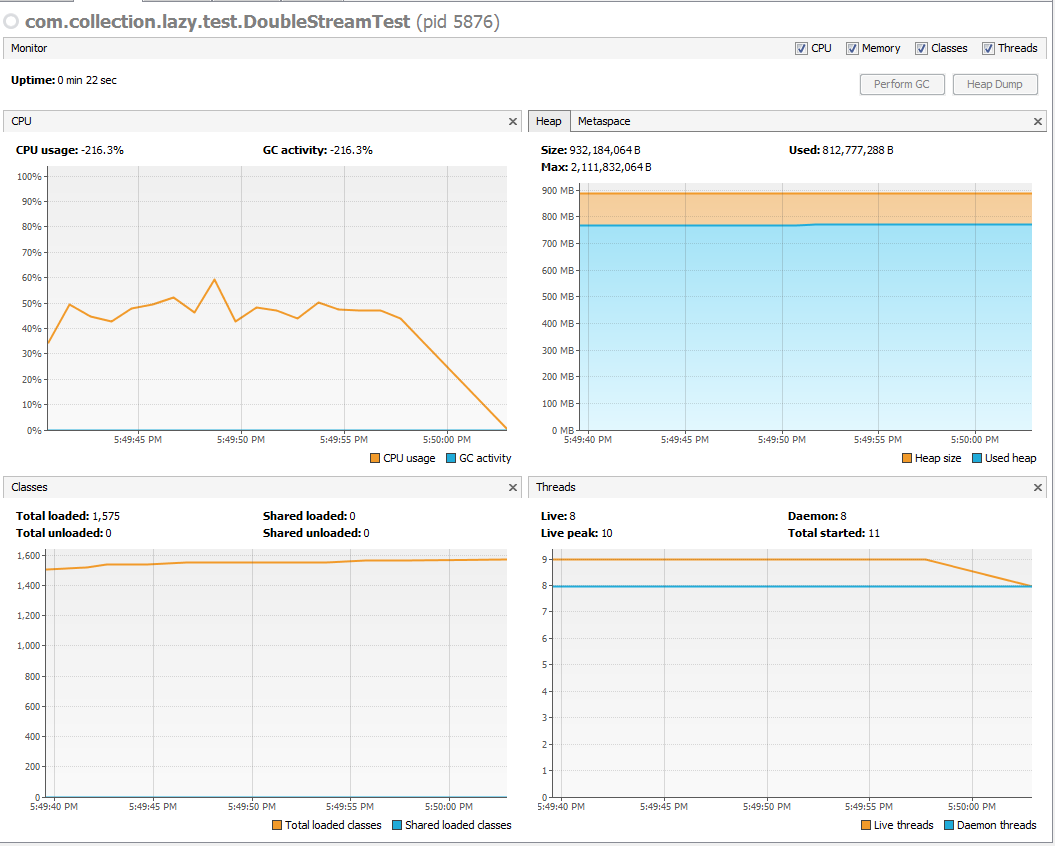 com.collection.lazy.test.DoubleStreamTest (pid 5876)
Monitor
CPU Memory Classes Threads
Uptime: 0 min 22 sec
Perform GC Heap Dump
CPU
CPU usage: -216.3% GC activity: -216.3%
100%
90%
80%
70%
60%
50%
40%
30%
20%
10%
0%
5:49:45 PM 5:49:50 PM 5:49:55 PM 5:50:00 PM
CPU usage GC activity
Heap Metaspace
Size: 932,184,064 B Used: 812,777,288 B
Max: 2,111,832,064 B
900 MB
800 MB
700 MB
600 MB
500 MB
400 MB
300 MB
200 MB
100 MB
0 MB
5:49:40 PM 5:49:45 PM 5:49:50 PM 5:49:55 PM 5:50:00 PM
Heap size Used heap
Classes
Total loaded: 1,575 Shared loaded: 0
Total unloaded: 0 Shared unloaded: 0
1,600
1,400
1,200
1,000
800
600
400
200
0
5:49:40 PM 5:49:45 PM 5:49:50 PM 5:49:55 PM 5:50:00 PM
Total loaded classes Shared loaded classes
Threads
Live: 8 Daemon: 8
Live peak: 10 Total started: 11
9
8
7
6
5
4
3
2
1
0
5:49:40 PM 5:49:45 PM 5:49:50 PM 5:49:55 PM 5:50:00 PM
Live threads Daemon threads